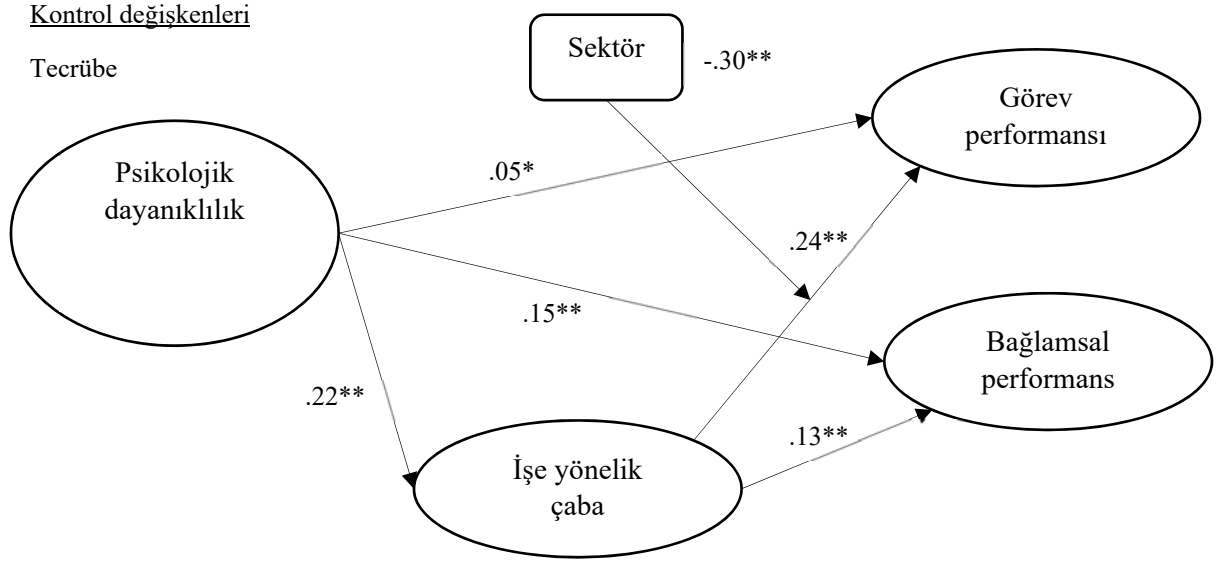 Kontrol değişkenleri
Tecrübe
Sektör
-.30**
Görev
performansı
Psikolojik
dayanıklılık
.05*
.24**
.15**
Bağlamsal
performans
.22**
.13**
İşe yönelik
çaba